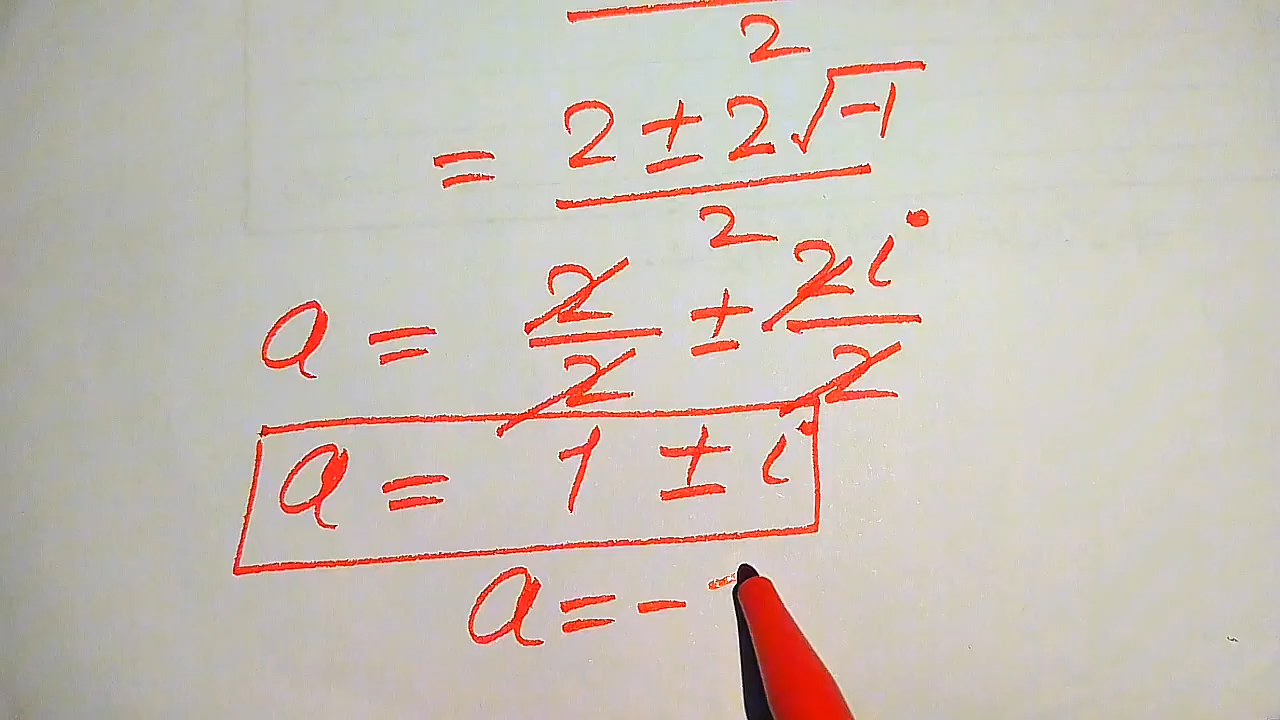 2
= 2 ± 2√-1 / 2
a = 2/2 ± 2i/2
a = 1 ± i
a = -